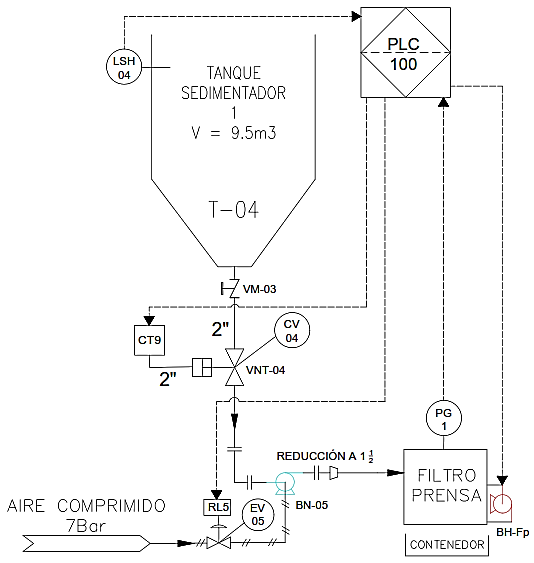 LSH
04
TANQUE
SEDIMENTADOR
1
V = 9.5m3
T-04
PLC
100
VM-03
2"
CV
04
CT9
2"
VNT-04
PG
1
REDUCCIÓN A 1 1/2
FILTRO
PRENSA
BN-05
RL5
EV
05
AIRE COMPRIMIDO
7Bar
BH-Fp
CONTENEDOR